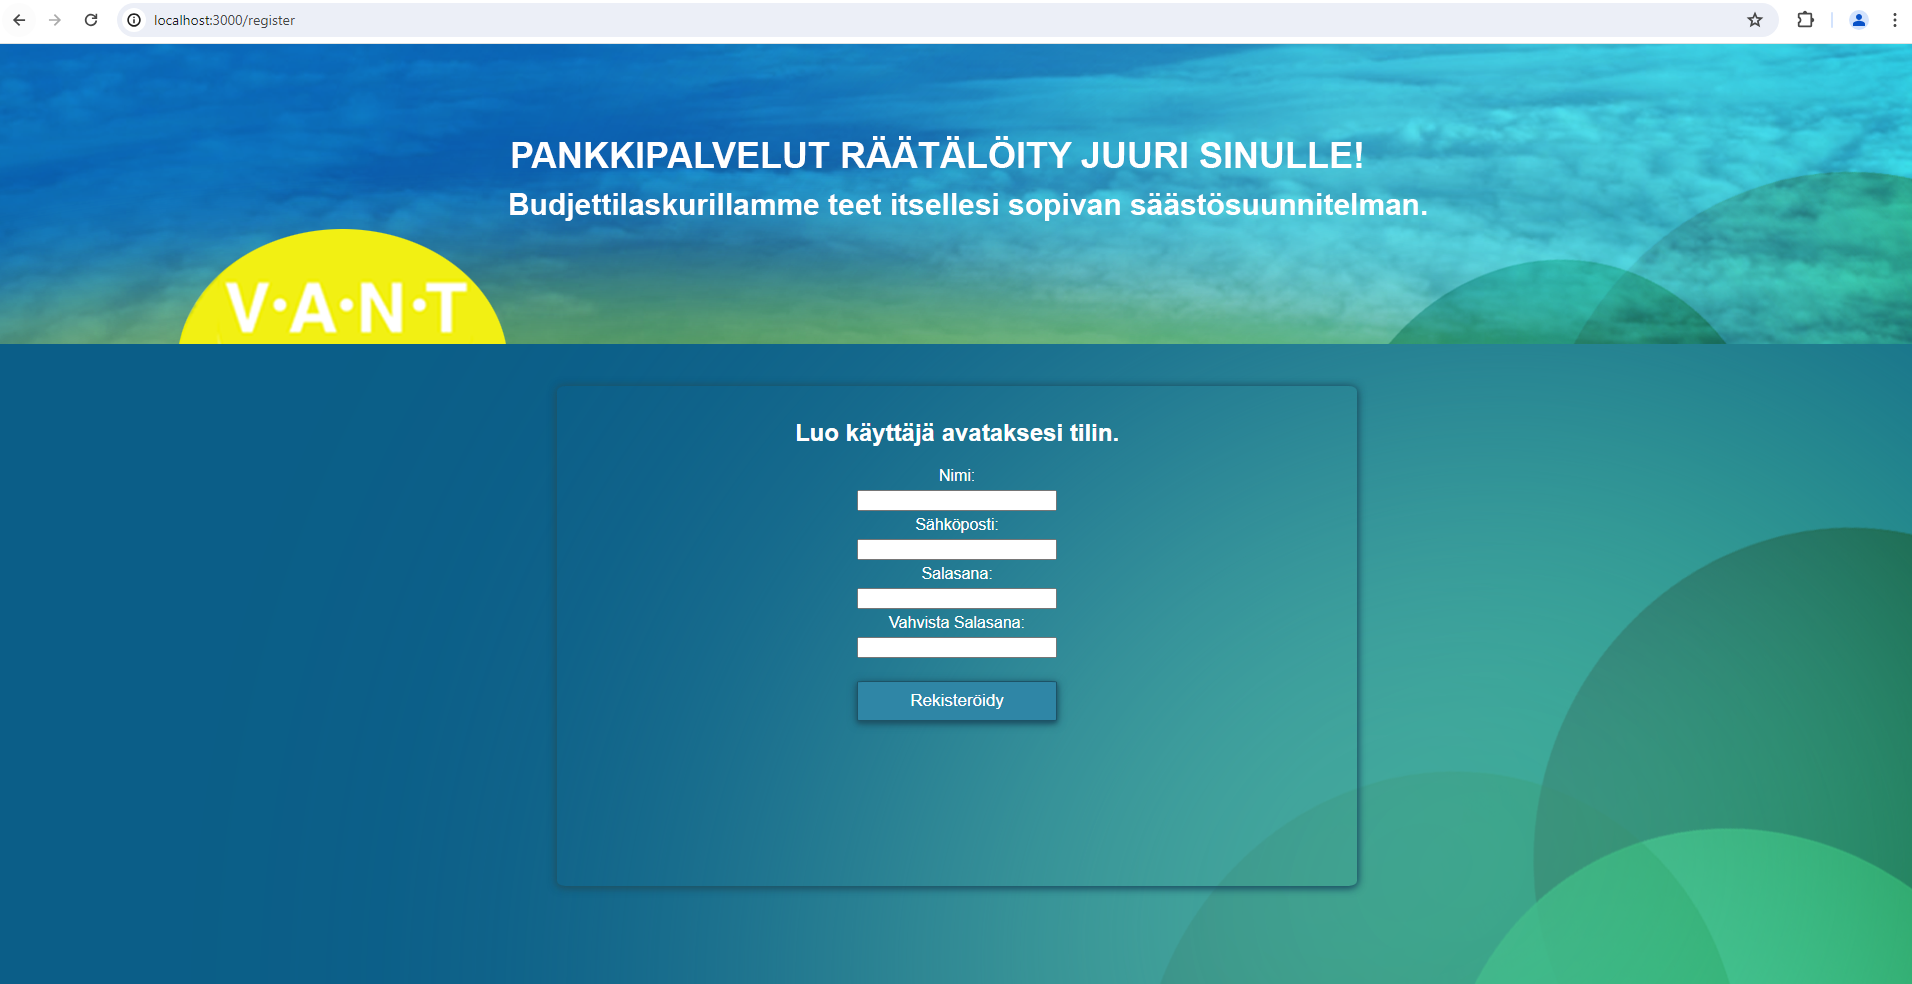 localhost:3000/register
PANKKIPALVELUT RÄÄTÄLÖITY JUURI SINULLE!
Budjettilaskurillamme teet itsellesi sopivan säästösuunnitelman.
V·A·N·T
Luo käyttäjä avataksesi tilin.
Nimi:
Sähköposti:
Salasana:
Vahvista Salasana:
Rekisteröidy